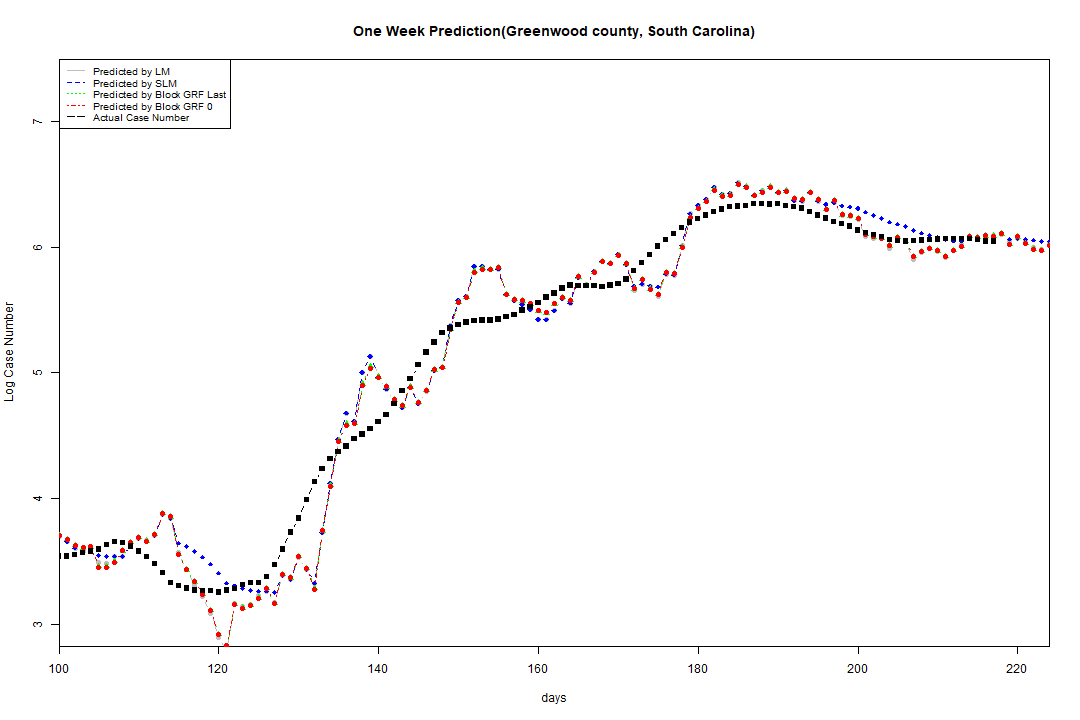 One Week Prediction(Greenwood county, South Carolina)
Predicted by LM
Predicted by SLM
Predicted by Block GRF Last
Predicted by Block GRF 0
Actual Case Number
Log Case Number
7
6
5
4
3
100 120 140 160 180 200 220
days